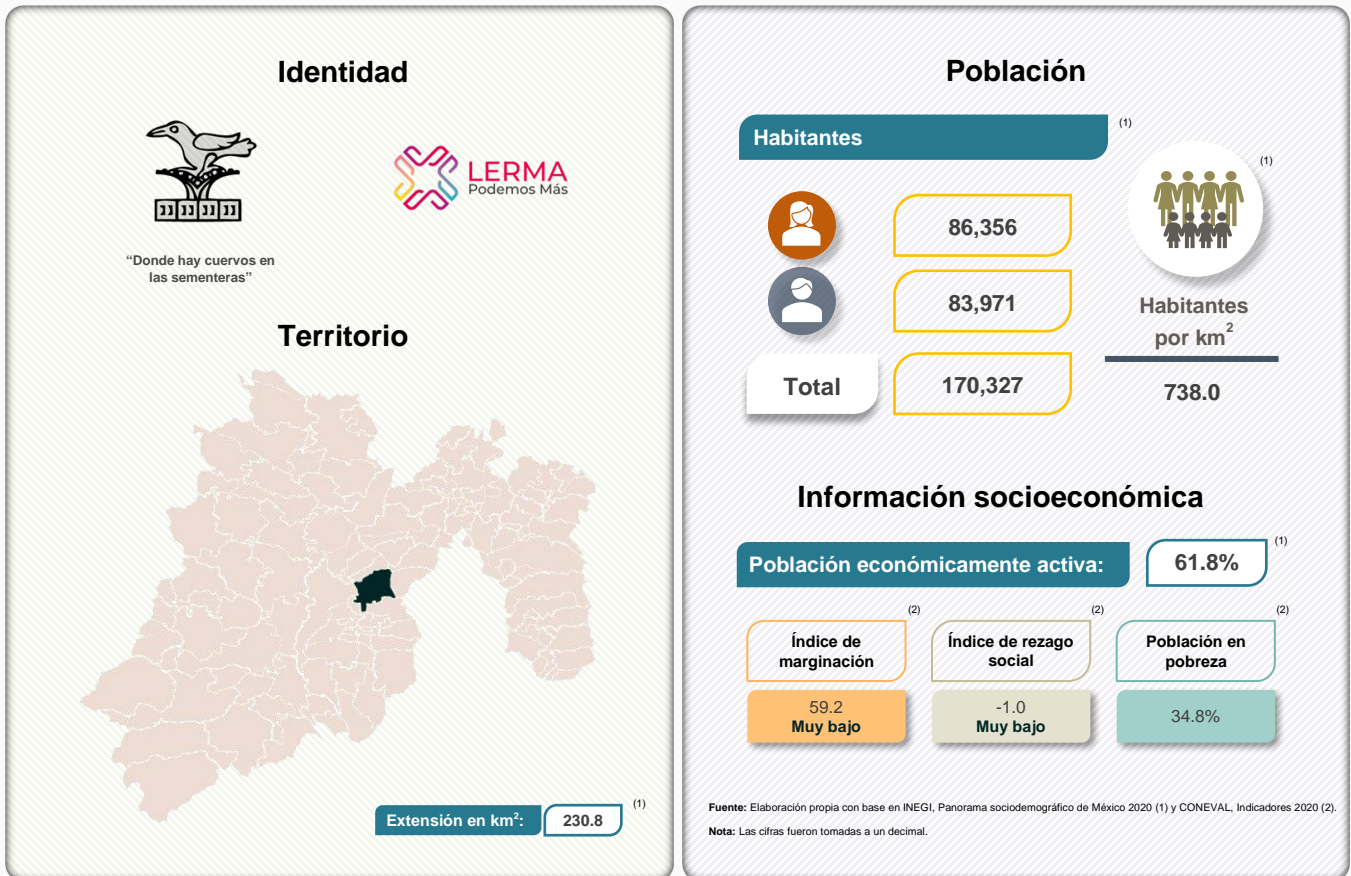 Identidad
LERMA
Podemos Más
“Donde hay cuervos en
las sementeras”
Territorio
Extensión en km²: 230.8 (1)
Población
Habitantes (1)
86,356
83,971
Total 170,327
(1)
Habitantes
por km²
738.0
Información socioeconómica
Población económicamente activa: 61.8% (1)
(2) (2) (2)
Índice de
marginación
59.2
Muy bajo
Índice de rezago
social
-1.0
Muy bajo
Población en
pobreza
34.8%
Fuente: Elaboración propia con base en INEGI, Panorama sociodemográfico de México 2020 (1) y CONEVAL, Indicadores 2020 (2).
Nota: Las cifras fueron tomadas a un decimal.